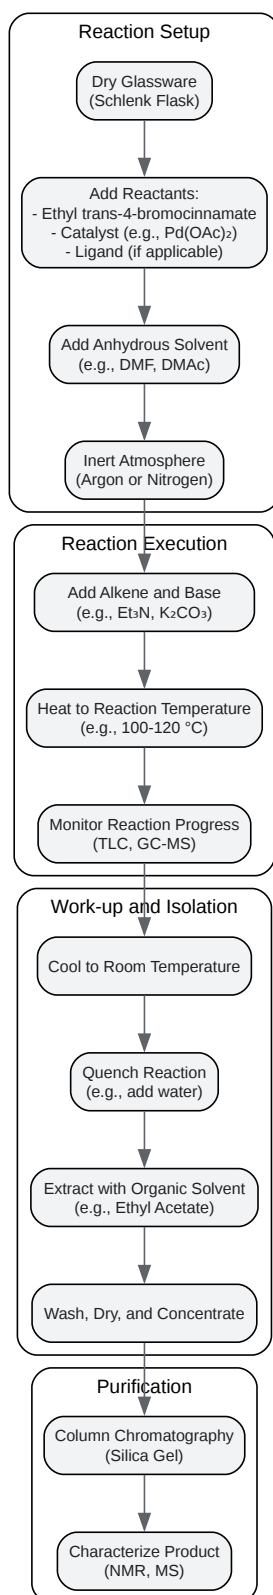 Reaction Setup
Dry Glassware
(Schlenk Flask)
Add Reactants:
- Ethyl trans-4-bromocinnamate
- Catalyst (e.g., Pd(OAc)₂)
- Ligand (if applicable)
Add Anhydrous Solvent
(e.g., DMF, DMAc)
Inert Atmosphere
(Argon or Nitrogen)
Reaction Execution
Add Alkene and Base
(e.g., Et₃N, K₂CO₃)
Heat to Reaction Temperature
(e.g., 100-120 °C)
Monitor Reaction Progress
(TLC, GC-MS)
Work-up and Isolation
Cool to Room Temperature
Quench Reaction
(e.g., add water)
Extract with Organic Solvent
(e.g., Ethyl Acetate)
Wash, Dry, and Concentrate
Purification
Column Chromatography
(Silica Gel)
Characterize Product
(NMR, MS)